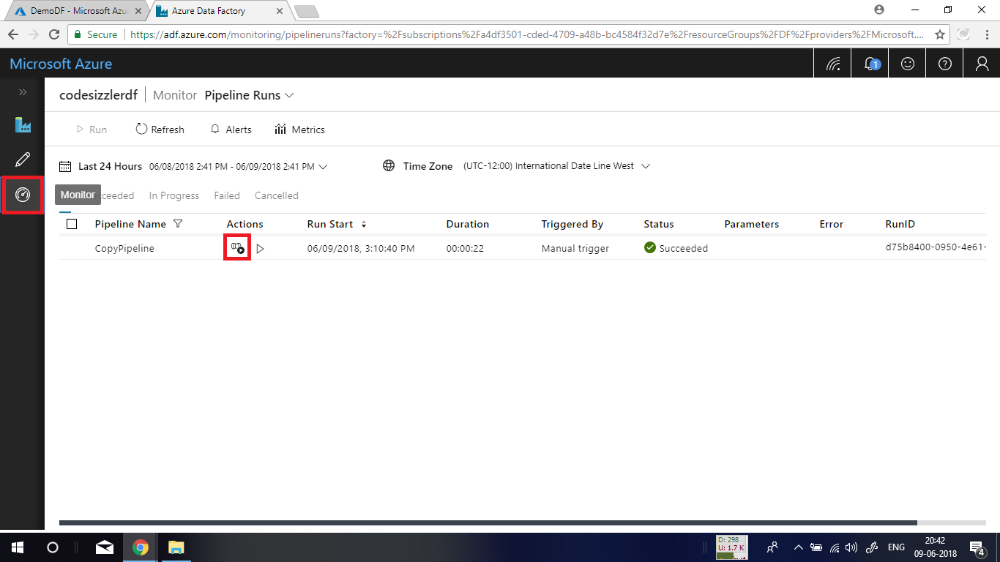 DemoDF - Microsoft Azu
Azure Data Factory
Secure
https://adf.azure.com/monitoring/pipelineruns?factory=%2Fsubscriptions%2Fa4df3501-cded-4709-a48b-bc4584f32d7e%2FresourceGroups%2FDF%2Fproviders%2FMicrosoft....
Microsoft Azure
1
codesizzlerdf Monitor Pipeline Runs
Run Refresh Alerts Metrics
Last 24 Hours 06/08/2018 2:41 PM - 06/09/2018 2:41 PM Time Zone (UTC-12:00) International Date Line West
Monitor ceeded In Progress Failed Cancelled
Pipeline Name Actions Run Start Duration Triggered By Status Parameters Error RunID
CopyPipeline 06/09/2018, 3:10:40 PM 00:00:22 Manual trigger Succeeded d75b8400-0950-4e61-
D: 298
U: 1.7 K
ENG
20:42
09-06-2018
4